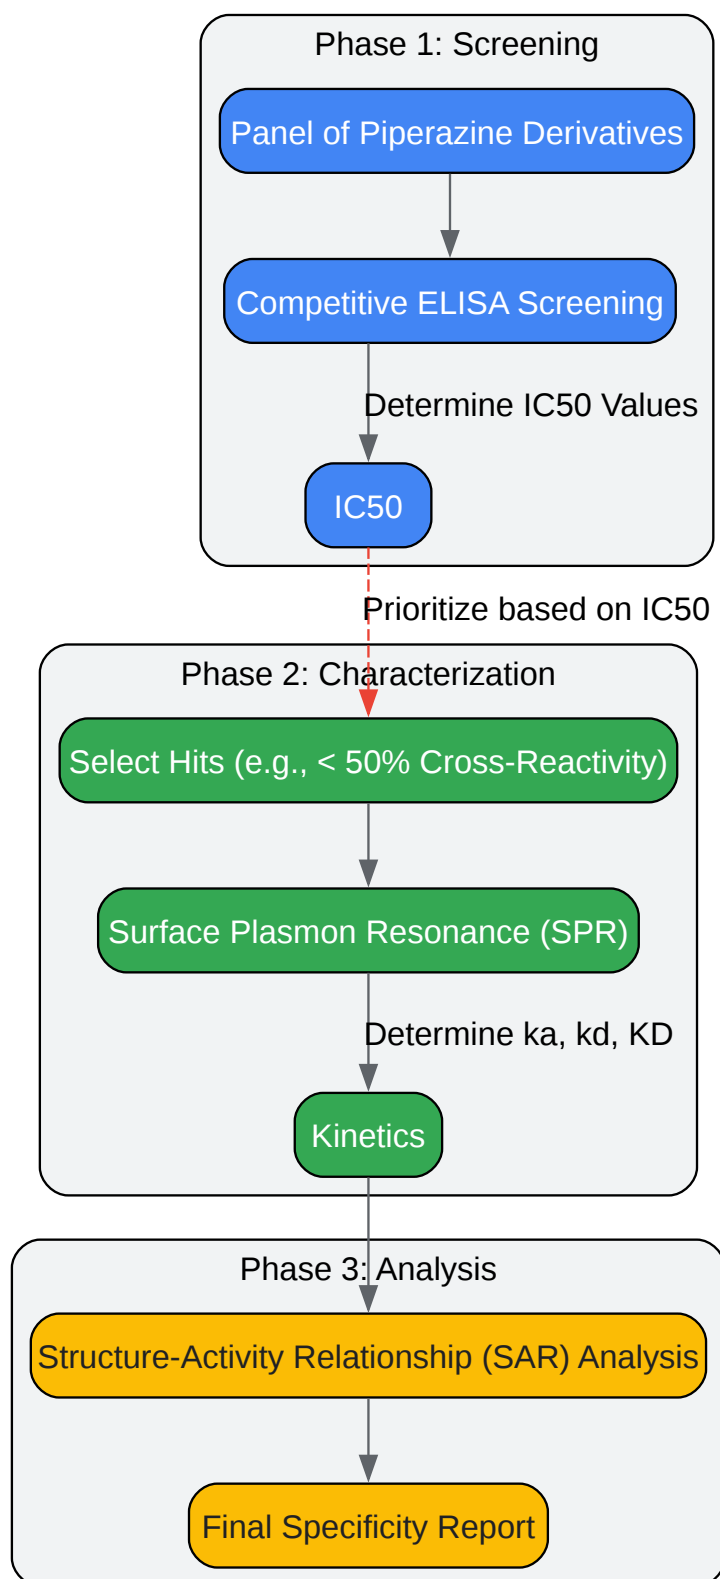 Phase 1: Screening
Panel of Piperazine Derivatives
Competitive ELISA Screening
Determine IC50 Values
IC50
Prioritize based on IC50
Phase 2: Characterization
Select Hits (e.g., < 50% Cross-Reactivity)
Surface Plasmon Resonance (SPR)
Determine ka, kd, KD
Kinetics
Phase 3: Analysis
Structure-Activity Relationship (SAR) Analysis
Final Specificity Report